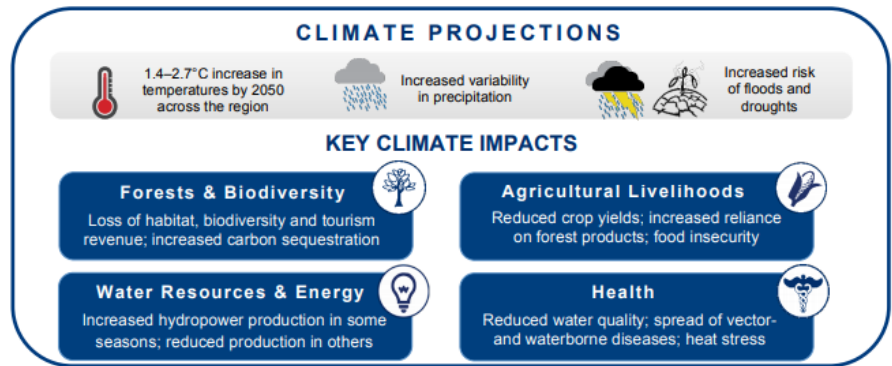 CLIMATE PROJECTIONS
1.4–2.7°C increase in
temperatures by 2050
across the region
Increased variability
in precipitation
Increased risk
of floods and
droughts
KEY CLIMATE IMPACTS
Forests & Biodiversity
Loss of habitat, biodiversity and tourism
revenue; increased carbon sequestration
Agricultural Livelihoods
Reduced crop yields; increased reliance
on forest products; food insecurity
Water Resources & Energy
Increased hydropower production in some
seasons; reduced production in others
Health
Reduced water quality; spread of vector-
and waterborne diseases; heat stress